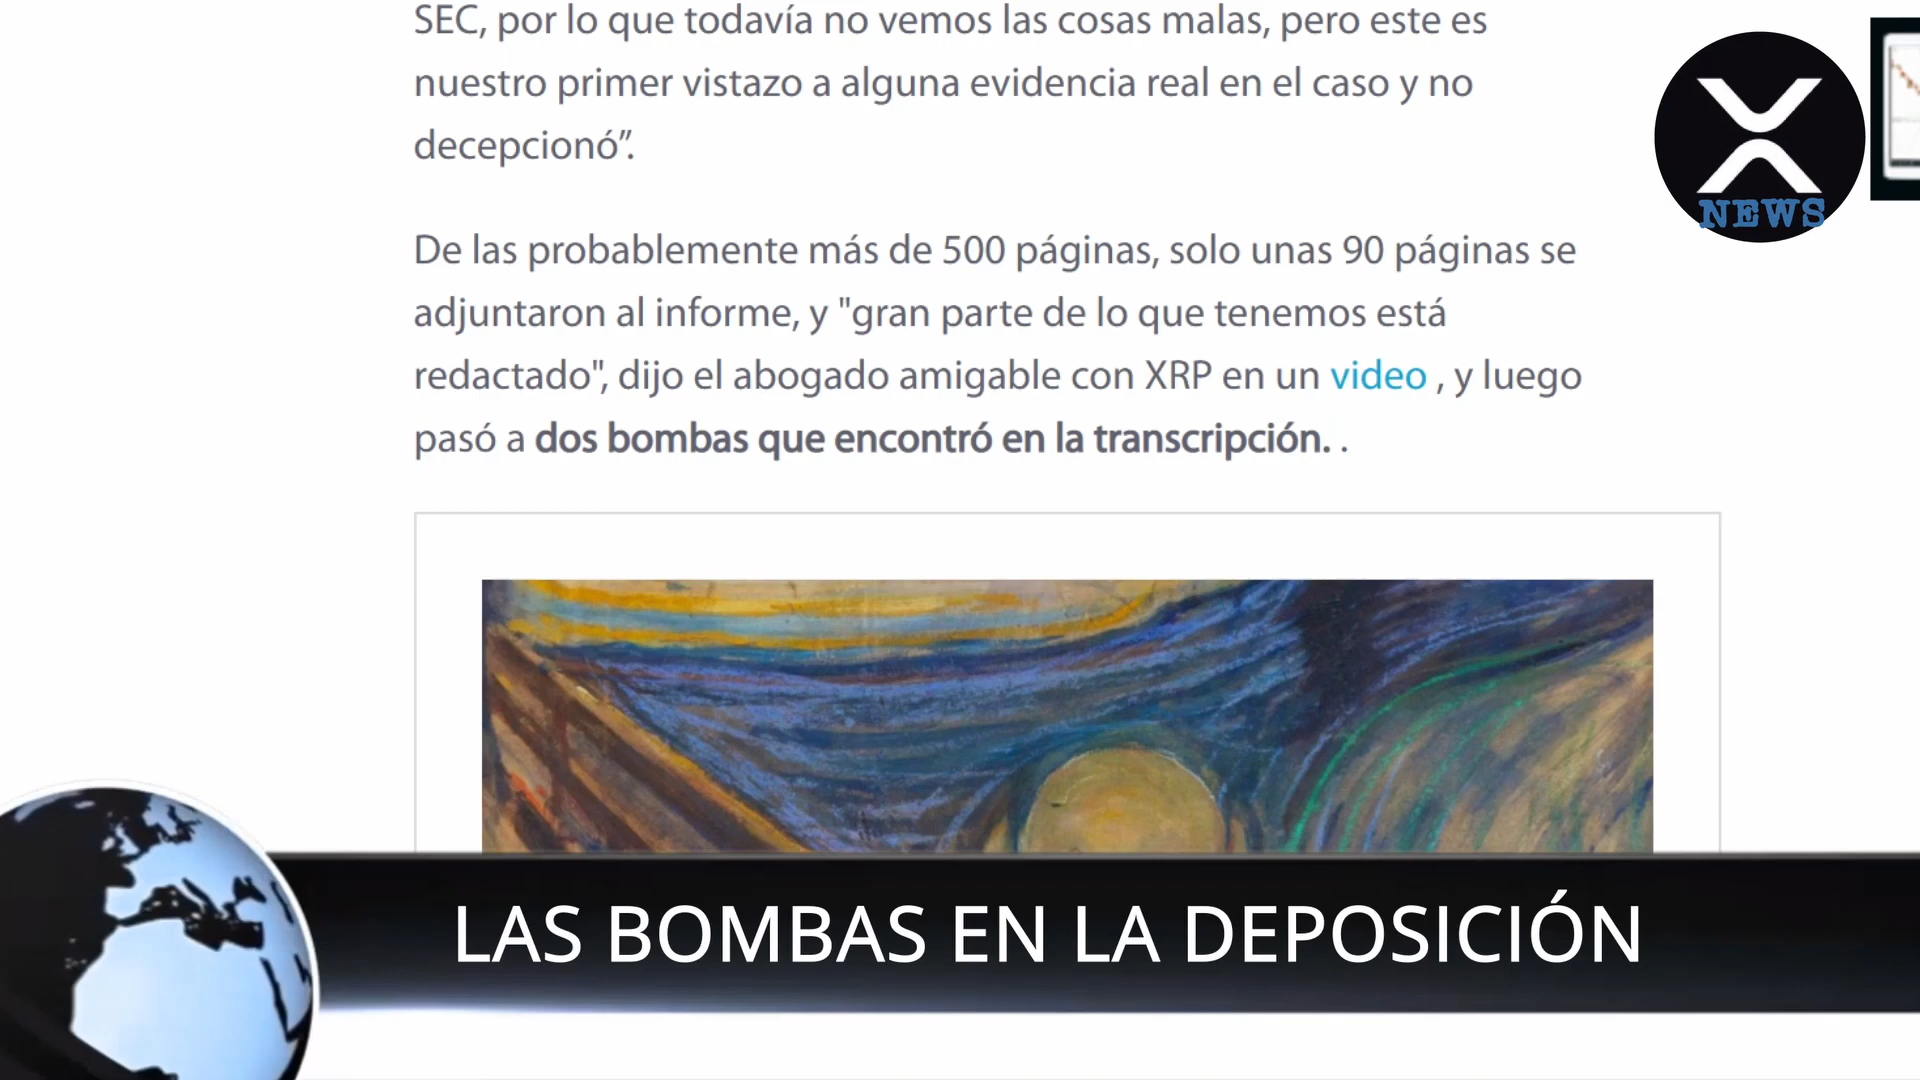 SEC, por lo que todavía no vemos las cosas malas, pero este es
nuestro primer vistazo a alguna evidencia real en el caso y no
decepcionó”.
De las probablemente más de 500 páginas, solo unas 90 páginas se
adjuntaron al informe, y "gran parte de lo que tenemos está
redactado", dijo el abogado amigable con XRP en un video , y luego
pasó a dos bombas que encontró en la transcripción. .
NEWS
LAS BOMBAS EN LA DEPOSICIÓN